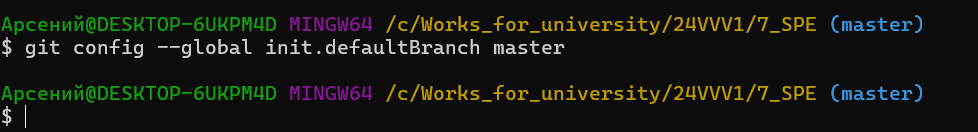 Арсений@DESKTOP-6UKPM4D MINGW64 /c/Works_for_university/24VVV1/7_SPE (master)
$ git config --global init.defaultBranch master
Арсений@DESKTOP-6UKPM4D MINGW64 /c/Works_for_university/24VVV1/7_SPE (master)
$